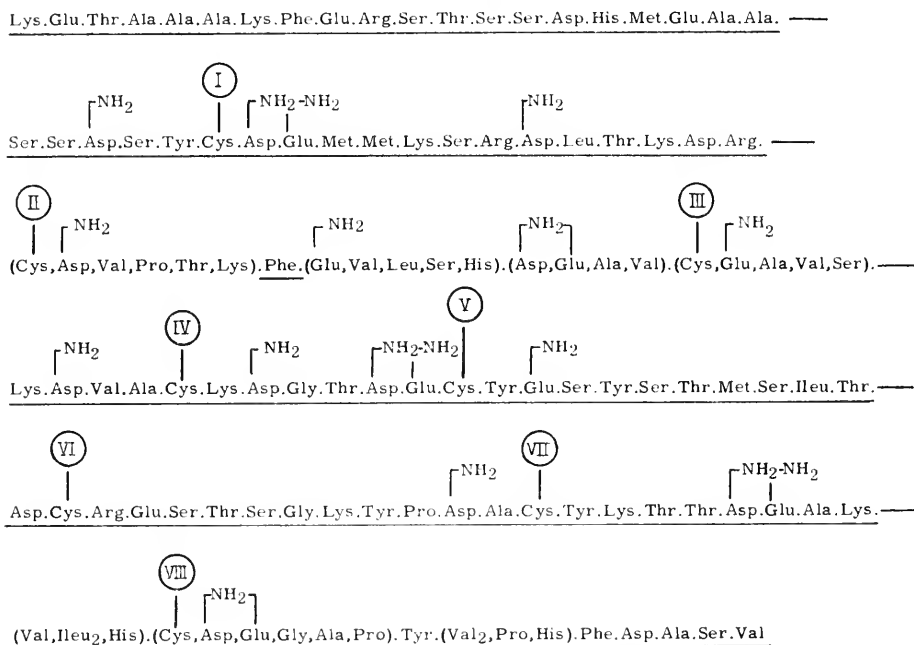 Lys.Glu.Thr.Ala.Ala.Ala.Lys.Phe.Glu.Arg.Ser.Thr.Ser.Ser.Asp.His.Met.Glu.Ala.Ala.
I
NH2 NH2-NH2 NH2
Ser.Ser.Asp.Ser.Tyr.Cys.Asp.Glu.Met.Met.Lys.Ser.Arg.Asp.Leu.Thr.Lys.Asp.Arg.
II III
NH2 NH2 NH2 NH2
(Cys,Asp,Val,Pro,Thr,Lys).Phe.(Glu,Val,Leu,Ser,His).(Asp,Glu,Ala,Val).(Cys,Glu,Ala,Val,Ser).
IV V
NH2 NH2 NH2-NH2 NH2
Lys.Asp.Val.Ala.Cys.Lys.Asp.Gly.Thr.Asp.Glu.Cys.Tyr.Glu.Ser.Tyr.Ser.Thr.Met.Ser.Ileu.Thr.
VI VII
NH2 NH2-NH2
Asp.Cys.Arg.Glu.Ser.Thr.Ser.Gly.Lys.Tyr.Pro.Asp.Ala.Cys.Tyr.Lys.Thr.Thr.Asp.Glu.Ala.Lys.
VIII
NH2
(Val,Ileu2,His).(Cys,Asp,Glu,Gly,Ala,Pro).Tyr.(Val2,Pro,His).Phe.Asp.Ala.Ser.Val